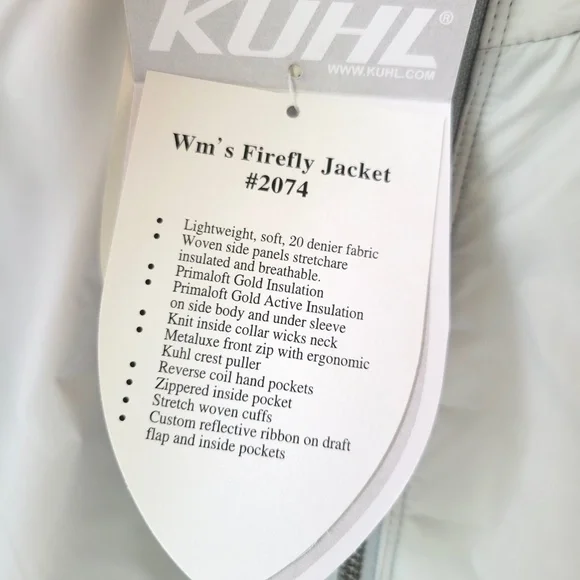 KUHL®
WWW.KUHL.COM
Wm's Firefly Jacket
#2074
• Lightweight, soft, 20 denier fabric
• Woven side panels stretchare
insulated and breathable.
• Primaloft Gold Insulation
• Primaloft Gold Active Insulation
on side body and under sleeve
• Knit inside collar wicks neck
• Metaluxe front zip with ergonomic
Kuhl crest puller
• Reverse coil hand pockets
• Zippered inside pocket
• Stretch woven cuffs
• Custom reflective ribbon on draft
flap and inside pockets